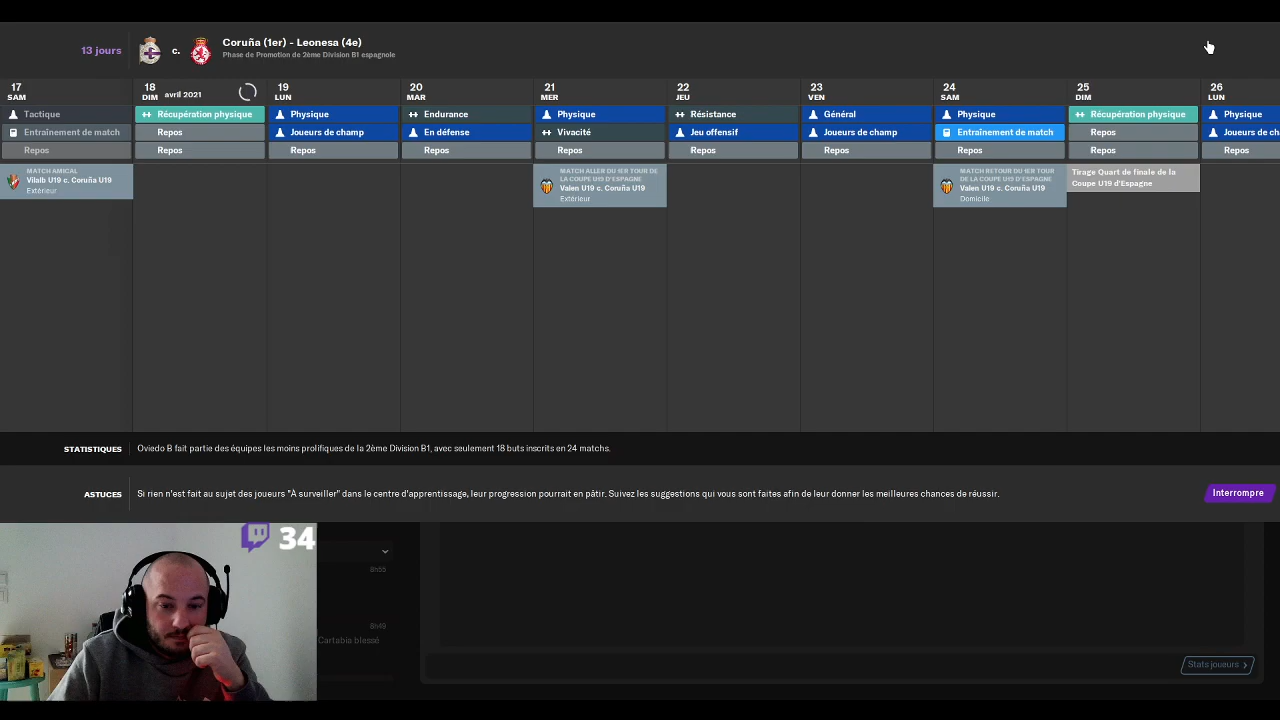 13 jours
c.
Coruña (1er) - Leonesa (4e)
Phase de Promotion de 2ème Division B1 espagnole
17
SAM
18
DIM avril 2021
19
LUN
20
MAR
21
MER
22
JEU
23
VEN
24
SAM
25
DIM
26
LUN
Tactique
Récupération physique
Physique
Endurance
Physique
Résistance
Général
Physique
Récupération physique
Physique
Entraînement de match
Repos
Joueurs de champ
En défense
Vivacité
Jeu offensif
Joueurs de champ
Entraînement de match
Repos
Joueurs de ch
Repos
Repos
Repos
Repos
Repos
Repos
Repos
Repos
Repos
Repos
MATCH AMICAL
Vilalb U19 c. Coruña U19
Extérieur
MATCH ALLER DU 1ER TOUR DE
LA COUPE U19 D'ESPAGNE
Valen U19 c. Coruña U19
Extérieur
MATCH RETOUR DU 1ER TOUR
DE LA COUPE U19 D'ESPAGNE
Valen U19 c. Coruña U19
Domicile
Tirage Quart de finale de la
Coupe U19 d'Espagne
STATISTIQUES
Oviedo B fait partie des équipes les moins prolifiques de la 2ème Division B1, avec seulement 18 buts inscrits en 24 matchs.
ASTUCES
Si rien n'est fait au sujet des joueurs "À surveiller" dans le centre d'apprentissage, leur progression pourrait en pâtir. Suivez les suggestions qui vous sont faites afin de leur donner les meilleures chances de réussir.
Interrompre
34
8h55
8h49
Cartabia blessé
Stats joueurs